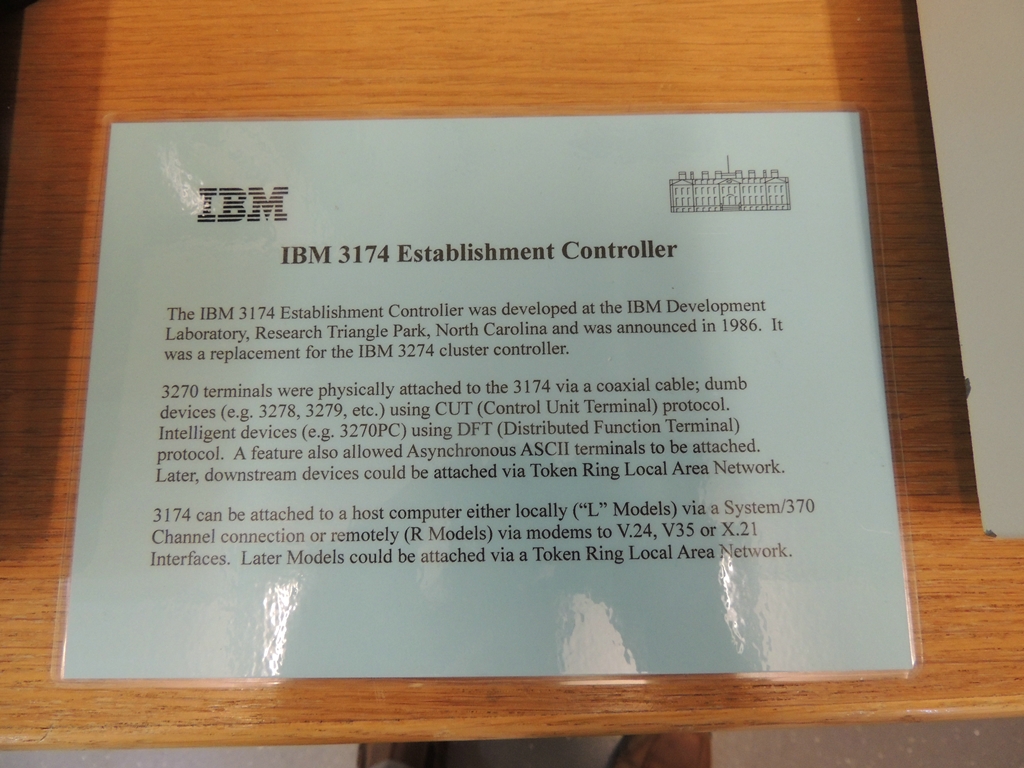 IBM
IBM 3174 Establishment Controller
The IBM 3174 Establishment Controller was developed at the IBM Development
Laboratory, Research Triangle Park, North Carolina and was announced in 1986. It
was a replacement for the IBM 3274 cluster controller.
3270 terminals were physically attached to the 3174 via a coaxial cable; dumb
devices (e.g. 3278, 3279, etc.) using CUT (Control Unit Terminal) protocol.
Intelligent devices (e.g. 3270PC) using DFT (Distributed Function Terminal)
protocol. A feature also allowed Asynchronous ASCII terminals to be attached.
Later, downstream devices could be attached via Token Ring Local Area Network.
3174 can be attached to a host computer either locally (“L” Models) via a System/370
Channel connection or remotely (R Models) via modems to V.24, V35 or X.21
Interfaces. Later Models could be attached via a Token Ring Local Area Network.